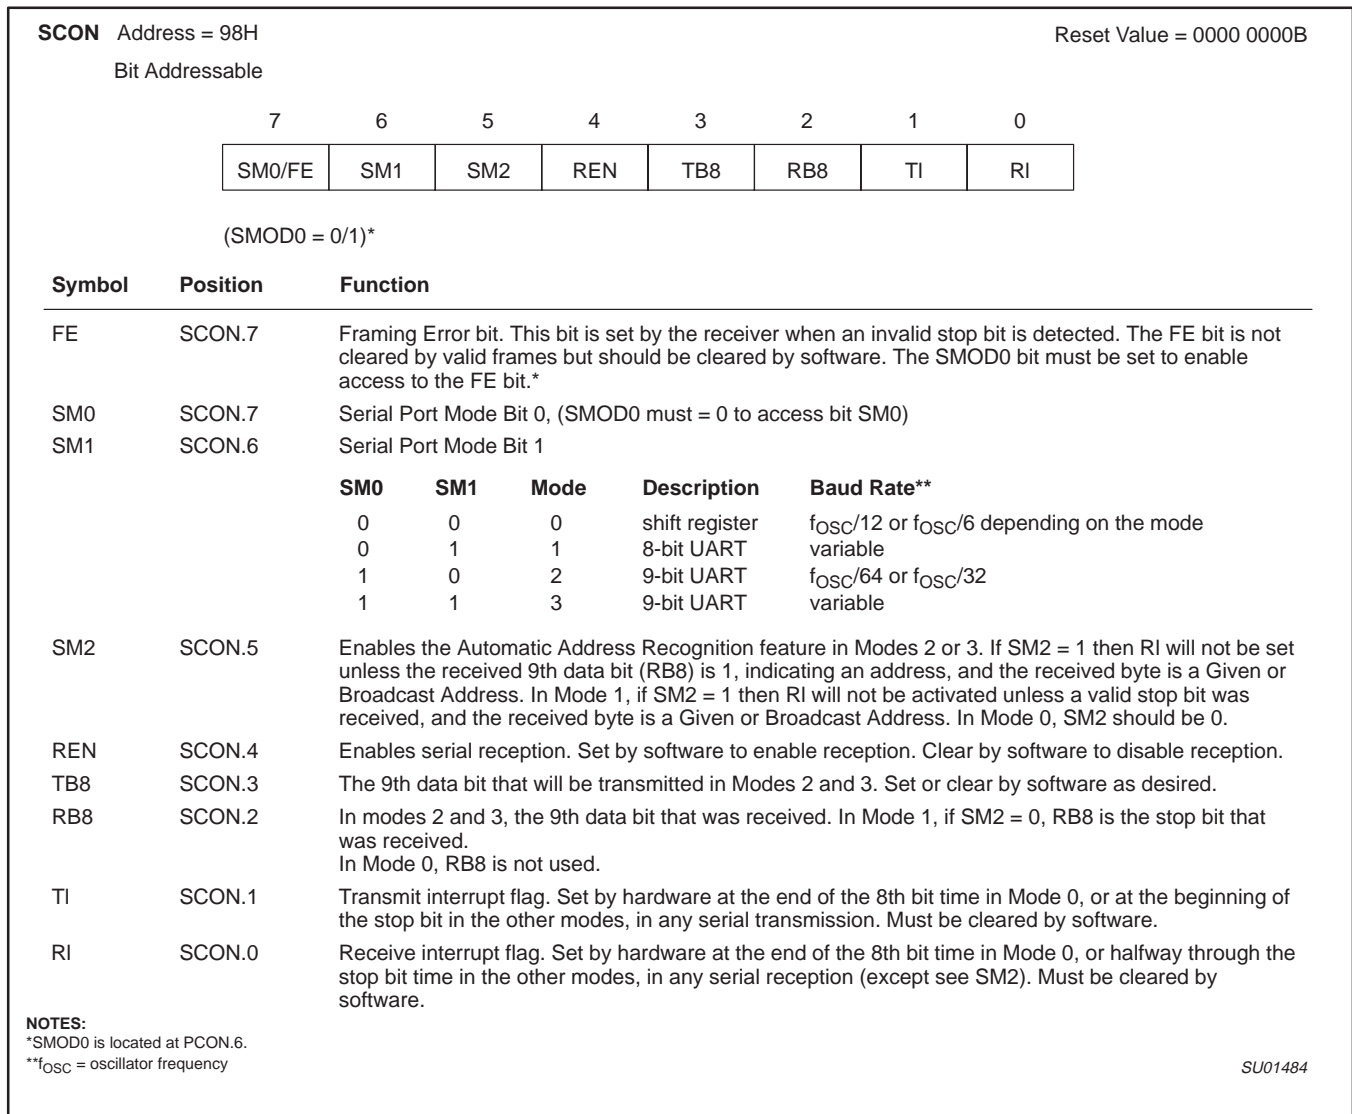 SCON Address = 98H Reset Value = 0000 0000B
Bit Addressable
7 6 5 4 3 2 1 0
SM0/FE SM1 SM2 REN TB8 RB8 TI RI
(SMOD0 = 0/1)*
Symbol Position Function
FE SCON.7 Framing Error bit. This bit is set by the receiver when an invalid stop bit is detected. The FE bit is not
cleared by valid frames but should be cleared by software. The SMOD0 bit must be set to enable
access to the FE bit.*
SM0 SCON.7 Serial Port Mode Bit 0, (SMOD0 must = 0 to access bit SM0)
SM1 SCON.6 Serial Port Mode Bit 1
SM0 SM1 Mode Description Baud Rate**
0 0 0 shift register fOSC/12 or fOSC/6 depending on the mode
0 1 1 8-bit UART variable
1 0 2 9-bit UART fOSC/64 or fOSC/32
1 1 3 9-bit UART variable
SM2 SCON.5 Enables the Automatic Address Recognition feature in Modes 2 or 3. If SM2 = 1 then RI will not be set
unless the received 9th data bit (RB8) is 1, indicating an address, and the received byte is a Given or
Broadcast Address. In Mode 1, if SM2 = 1 then RI will not be activated unless a valid stop bit was
received, and the received byte is a Given or Broadcast Address. In Mode 0, SM2 should be 0.
REN SCON.4 Enables serial reception. Set by software to enable reception. Clear by software to disable reception.
TB8 SCON.3 The 9th data bit that will be transmitted in Modes 2 and 3. Set or clear by software as desired.
RB8 SCON.2 In modes 2 and 3, the 9th data bit that was received. In Mode 1, if SM2 = 0, RB8 is the stop bit that
was received.
In Mode 0, RB8 is not used.
TI SCON.1 Transmit interrupt flag. Set by hardware at the end of the 8th bit time in Mode 0, or at the beginning of
the stop bit in the other modes, in any serial transmission. Must be cleared by software.
RI SCON.0 Receive interrupt flag. Set by hardware at the end of the 8th bit time in Mode 0, or halfway through the
stop bit time in the other modes, in any serial reception (except see SM2). Must be cleared by
software.
NOTES:
*SMOD0 is located at PCON.6.
**fOSC = oscillator frequency SU01484